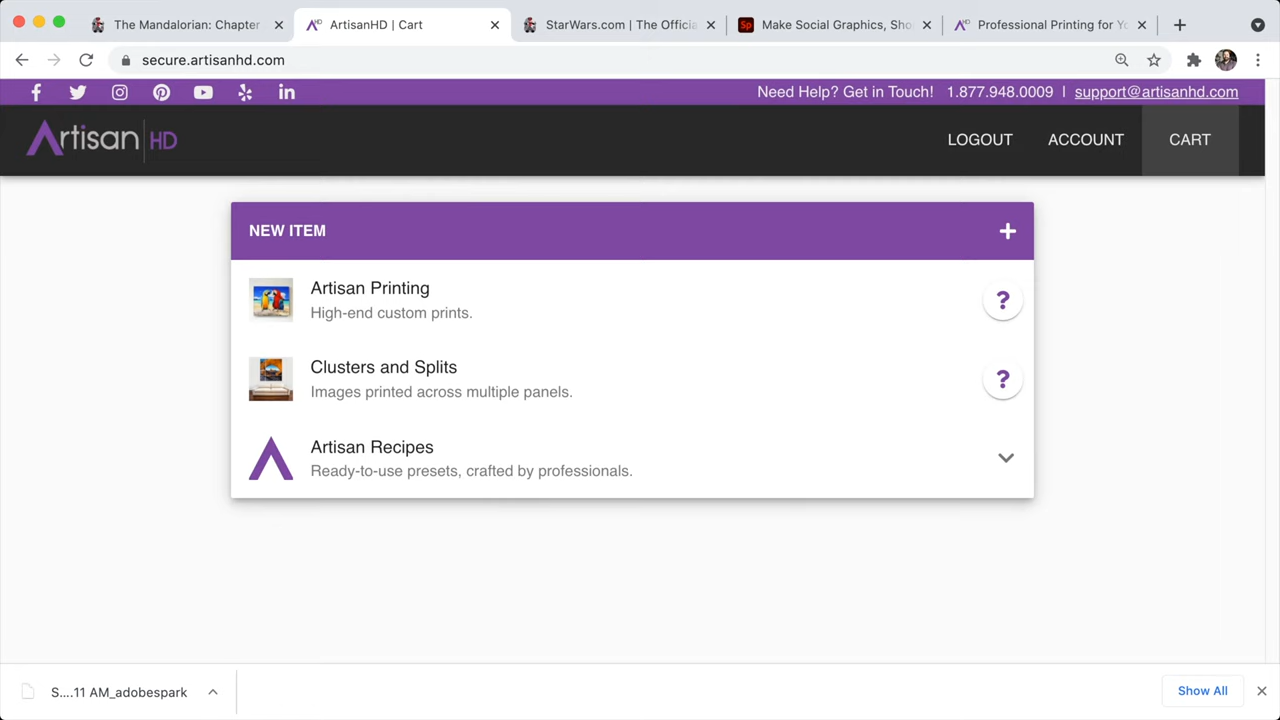 The Mandalorian: Chapter
ArtisanHD | Cart
StarWars.com | The Officia
Sp
Make Social Graphics, Sho
Professional Printing for Yo
secure.artisanhd.com
Need Help? Get in Touch! 1.877.948.0009 | support@artisanhd.com
Artisan HD
LOGOUT
ACCOUNT
CART
NEW ITEM
Artisan Printing
High-end custom prints.
?
Clusters and Splits
Images printed across multiple panels.
?
Artisan Recipes
Ready-to-use presets, crafted by professionals.
S....11 AM_adobespark
Show All